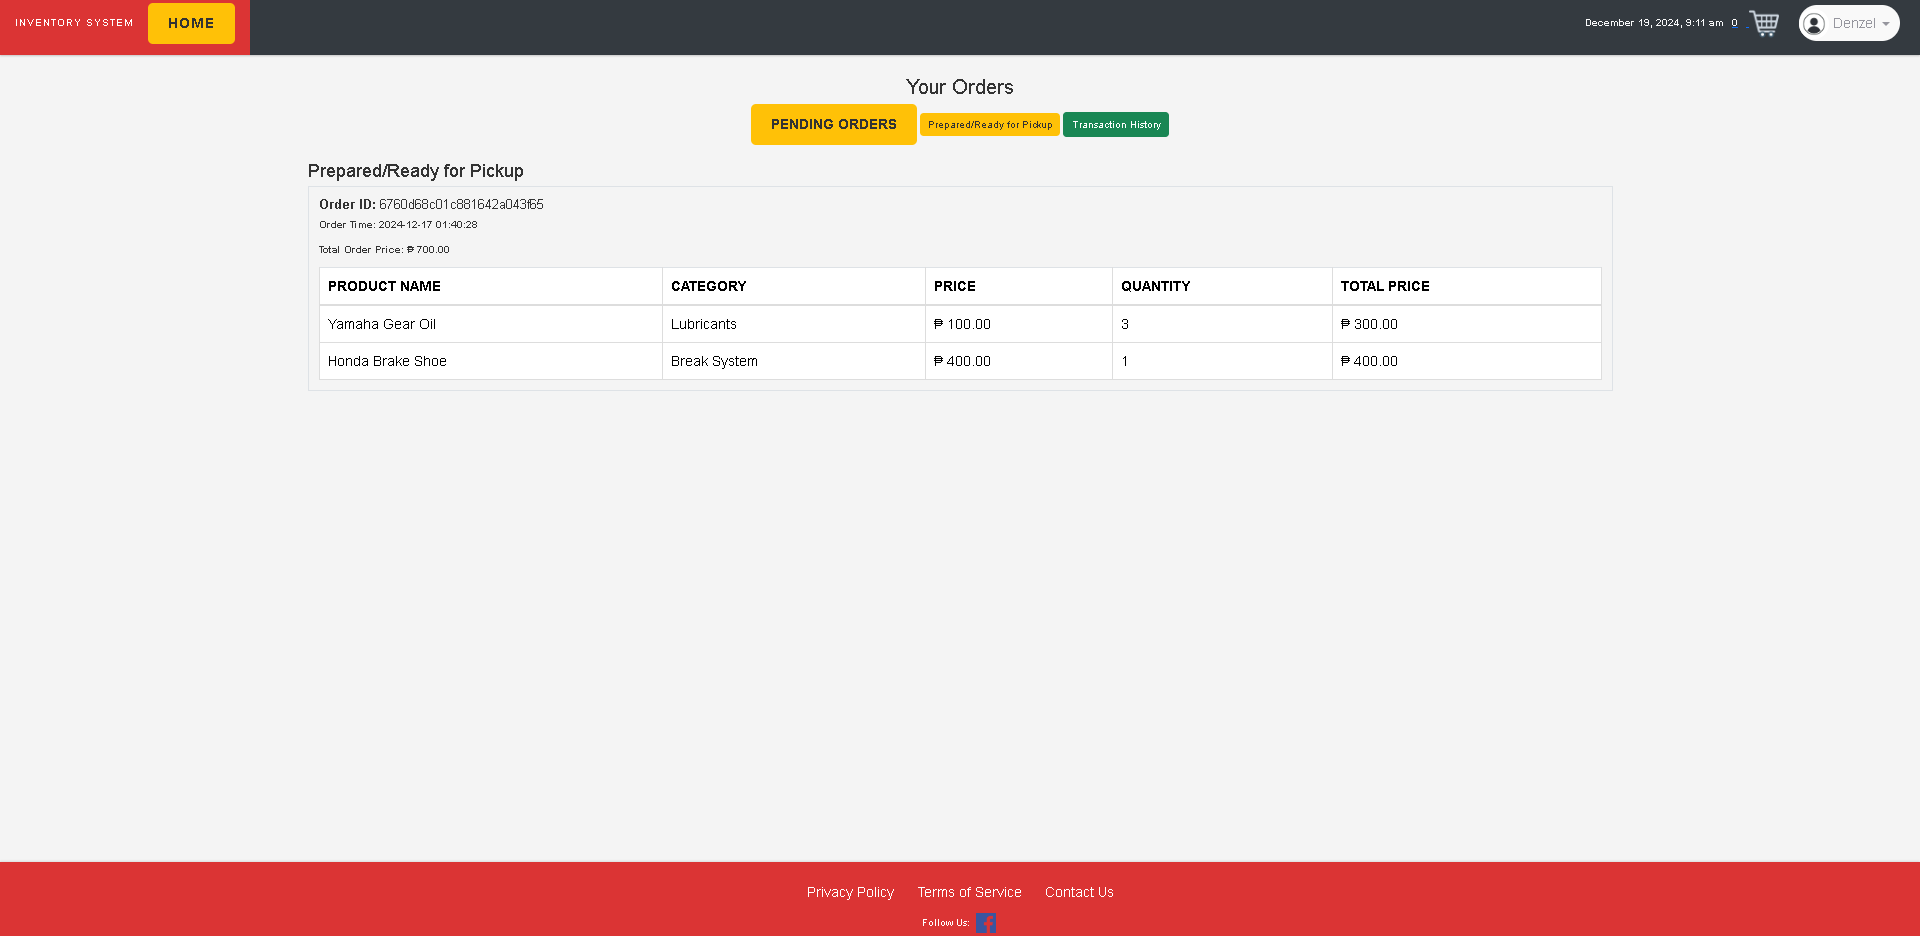 INVENTORY SYSTEM HOME December 19, 2024, 9:11 am 0 Denzel
Your Orders
PENDING ORDERS Prepared/Ready for Pickup Transaction History
Prepared/Ready for Pickup
Order ID: 6760d68c01c881642a043f65
Order Time: 2024-12-17 01:40:28
Total Order Price: ₱ 700.00
PRODUCT NAME CATEGORY PRICE QUANTITY TOTAL PRICE
Yamaha Gear Oil Lubricants ₱ 100.00 3 ₱ 300.00
Honda Brake Shoe Break System ₱ 400.00 1 ₱ 400.00
Privacy Policy Terms of Service Contact Us
Follow Us: